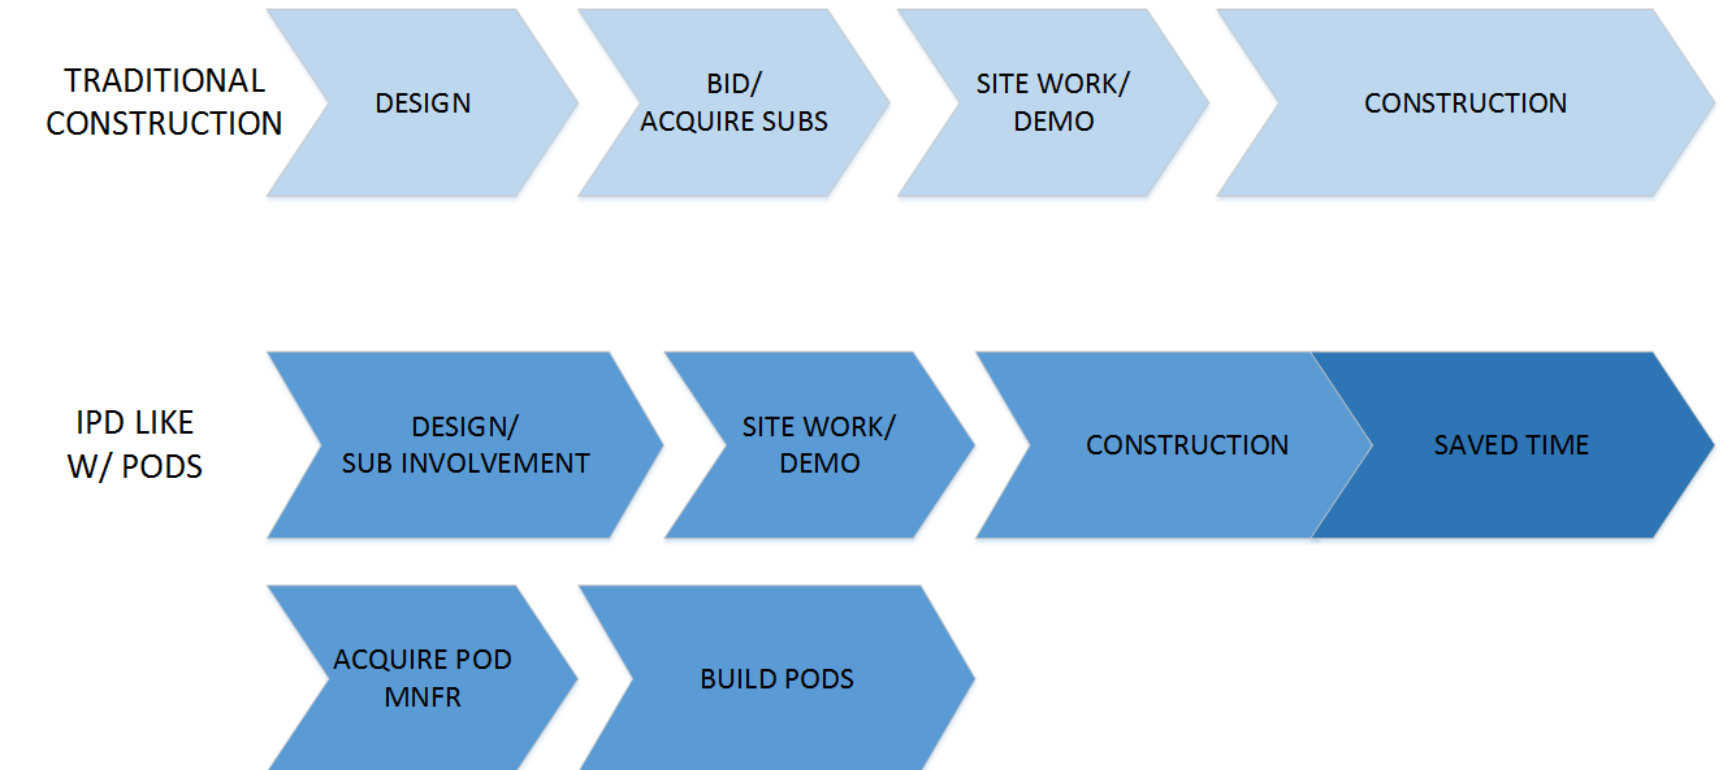 TRADITIONAL
CONSTRUCTION
DESIGN
BID/
ACQUIRE SUBS
SITE WORK/
DEMO
CONSTRUCTION
IPD LIKE
W/ PODS
DESIGN/
SUB INVOLVEMENT
SITE WORK/
DEMO
CONSTRUCTION
SAVED TIME
ACQUIRE POD
MNFR
BUILD PODS